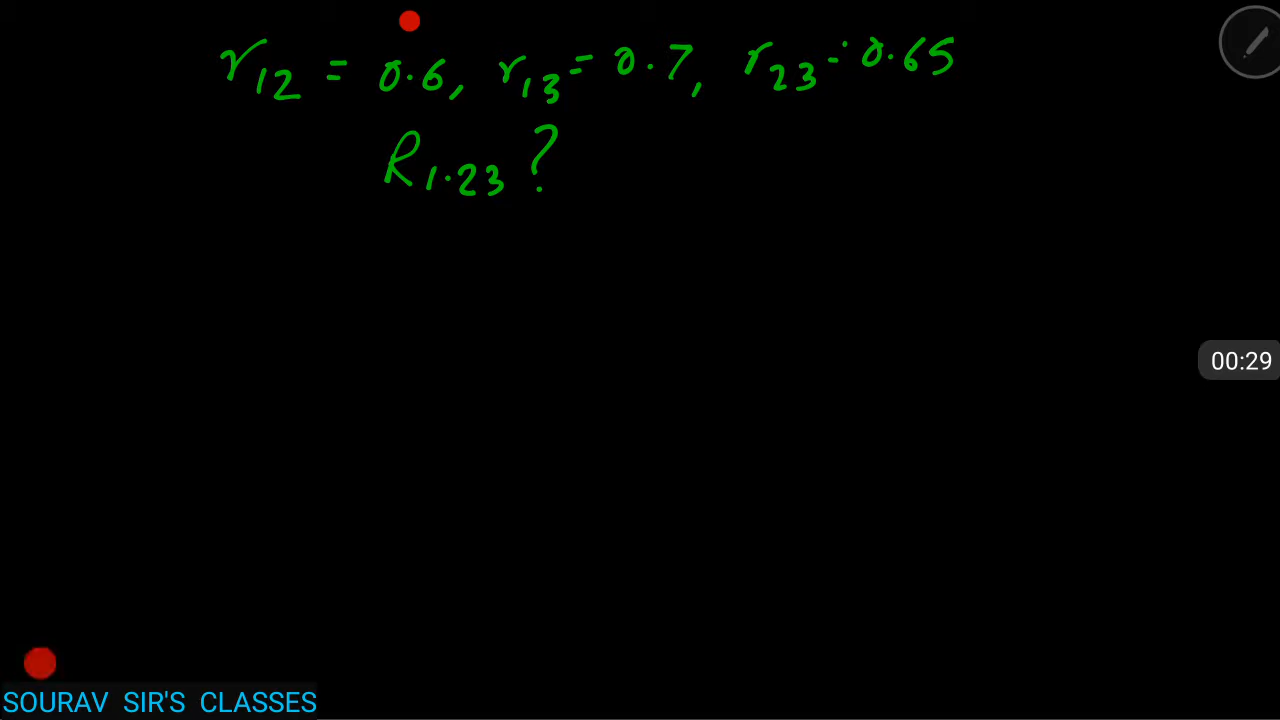 r₁₂ = 0.6, r₁₃ = 0.7, r₂₃ = 0.65
R₁.₂₃ ?
00:29
SOURAV SIR'S CLASSES